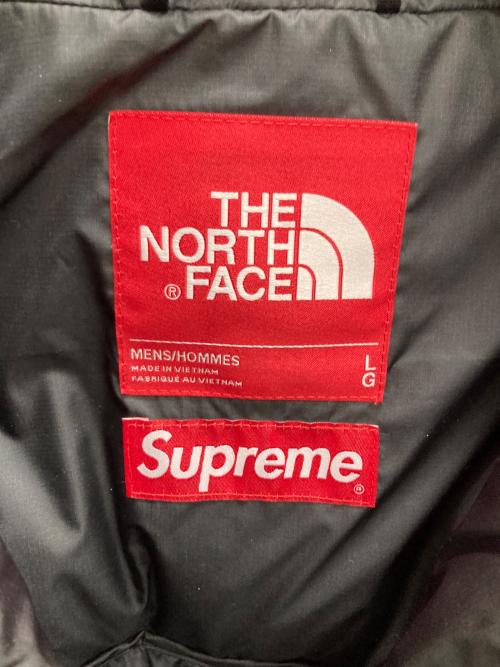 THE
NORTH
FACE
®
MENS/HOMMES
MADE IN VIETNAM
FABRIQUÉ AU VIETNAM
L
G
Supreme
®